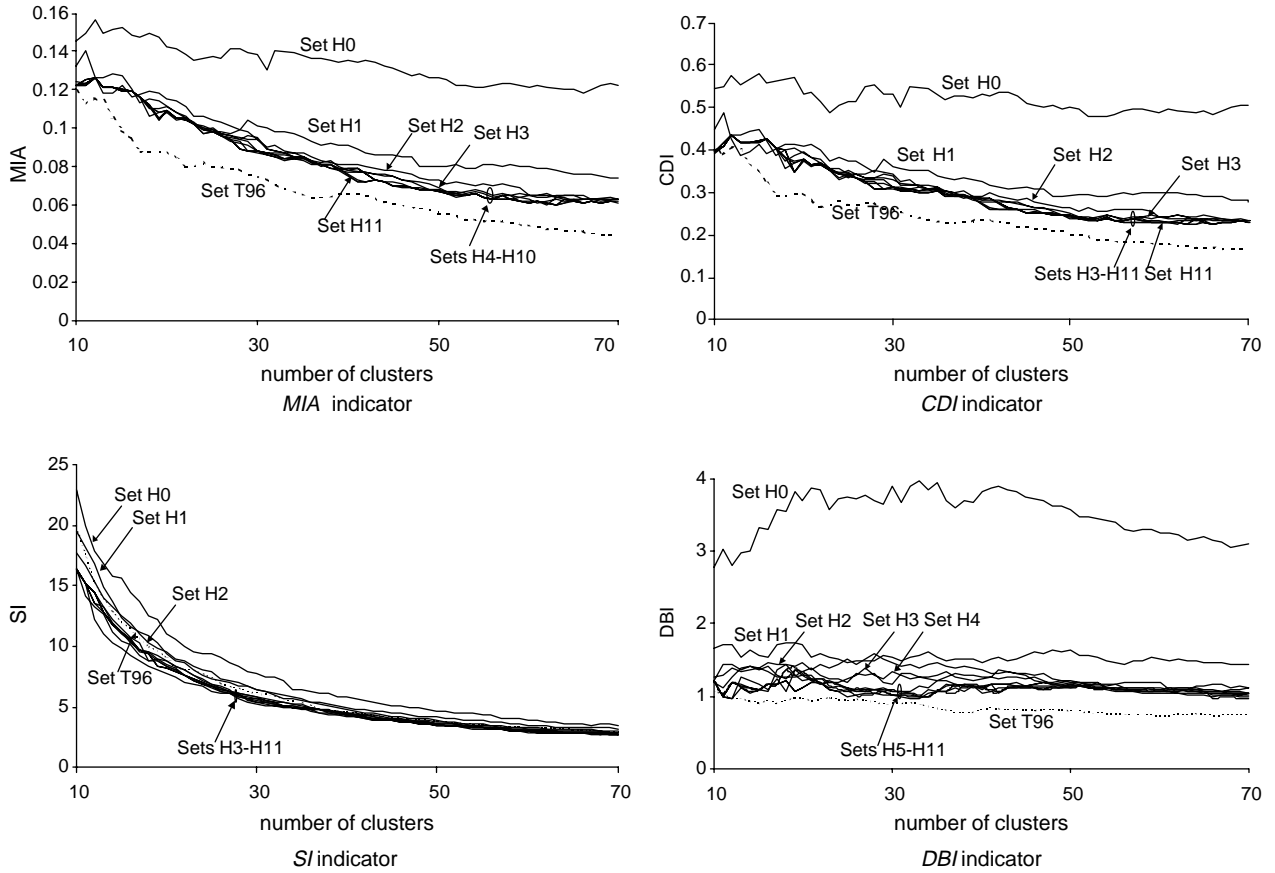 0.16
0.14
0.12
0.1
0.08
0.06
0.04
0.02
0
MIA
Set H0
Set H1
Set H2
Set H3
Set T96
Set H11
Sets H4-H10
10
30
50
70
number of clusters
MIA indicator
0.7
0.6
0.5
0.4
0.3
0.2
0.1
0
CDI
Set H0
Set H1
Set H2
Set H3
Set T96
Sets H3-H11
Set H11
10
30
50
70
number of clusters
CDI indicator
25
20
15
10
5
0
SI
Set H0
Set H1
Set H2
Set T96
Sets H3-H11
10
30
50
70
number of clusters
SI indicator
4
3
2
1
0
DBI
Set H0
Set H1
Set H2
Set H3
Set H4
Set T96
Sets H5-H11
10
30
50
70
number of clusters
DBI indicator